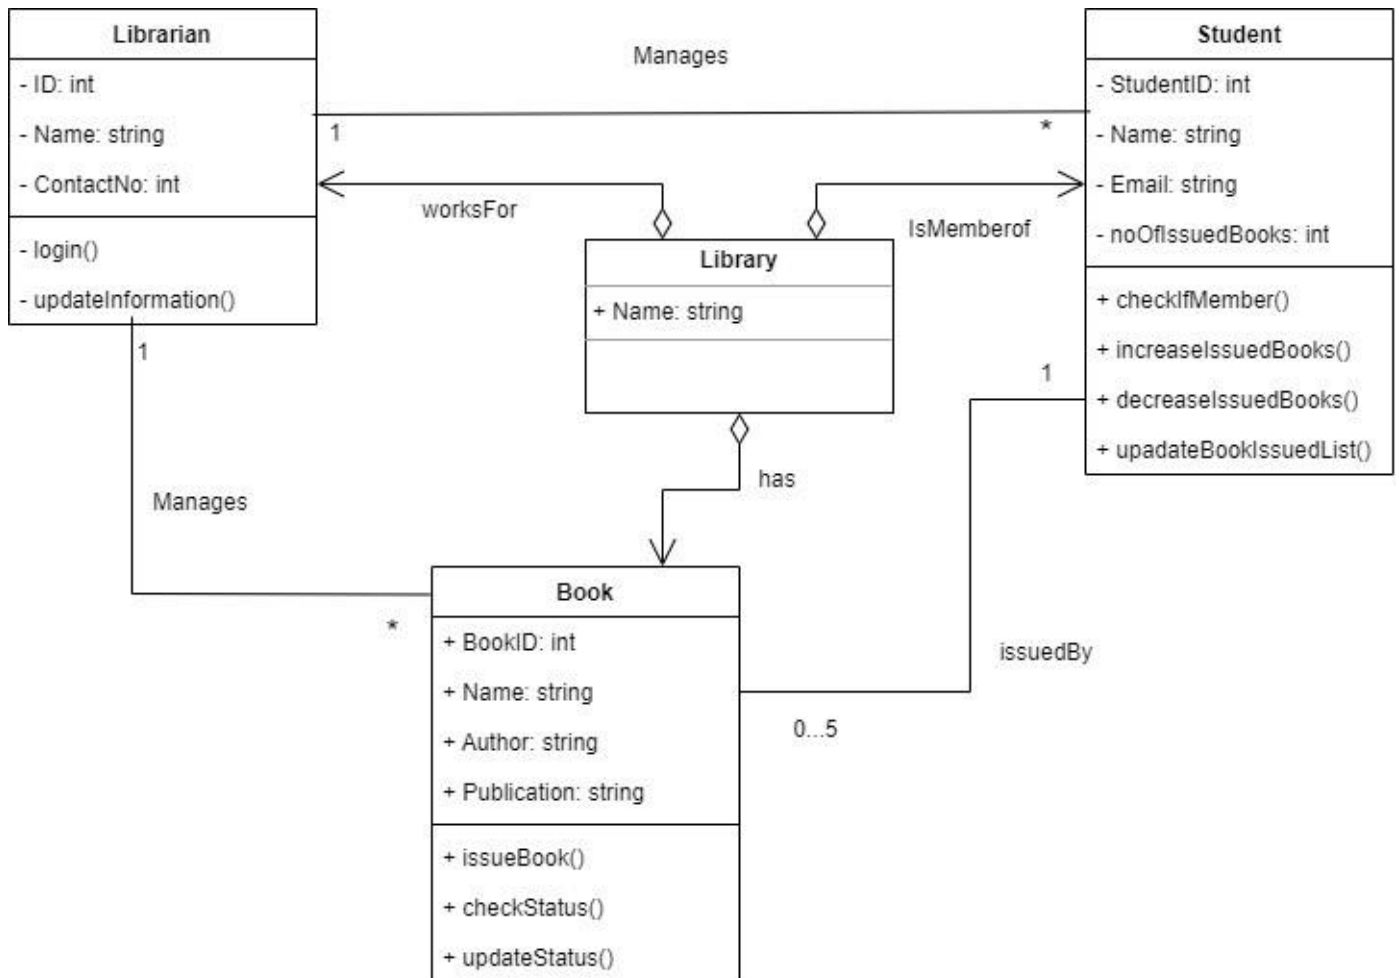 Librarian
- ID: int
- Name: string
- ContactNo: int
- login()
- updateInformation()
Manages
1
*
Student
- StudentID: int
- Name: string
- Email: string
- noOfIssuedBooks: int
+ checkIfMember()
+ increaseIssuedBooks()
+ decreaseIssuedBooks()
+ upadateBookIssuedList()
worksFor
IsMemberof
Library
+ Name: string
1
Manages
*
has
1
issuedBy
0...5
Book
+ BookID: int
+ Name: string
+ Author: string
+ Publication: string
+ issueBook()
+ checkStatus()
+ updateStatus()